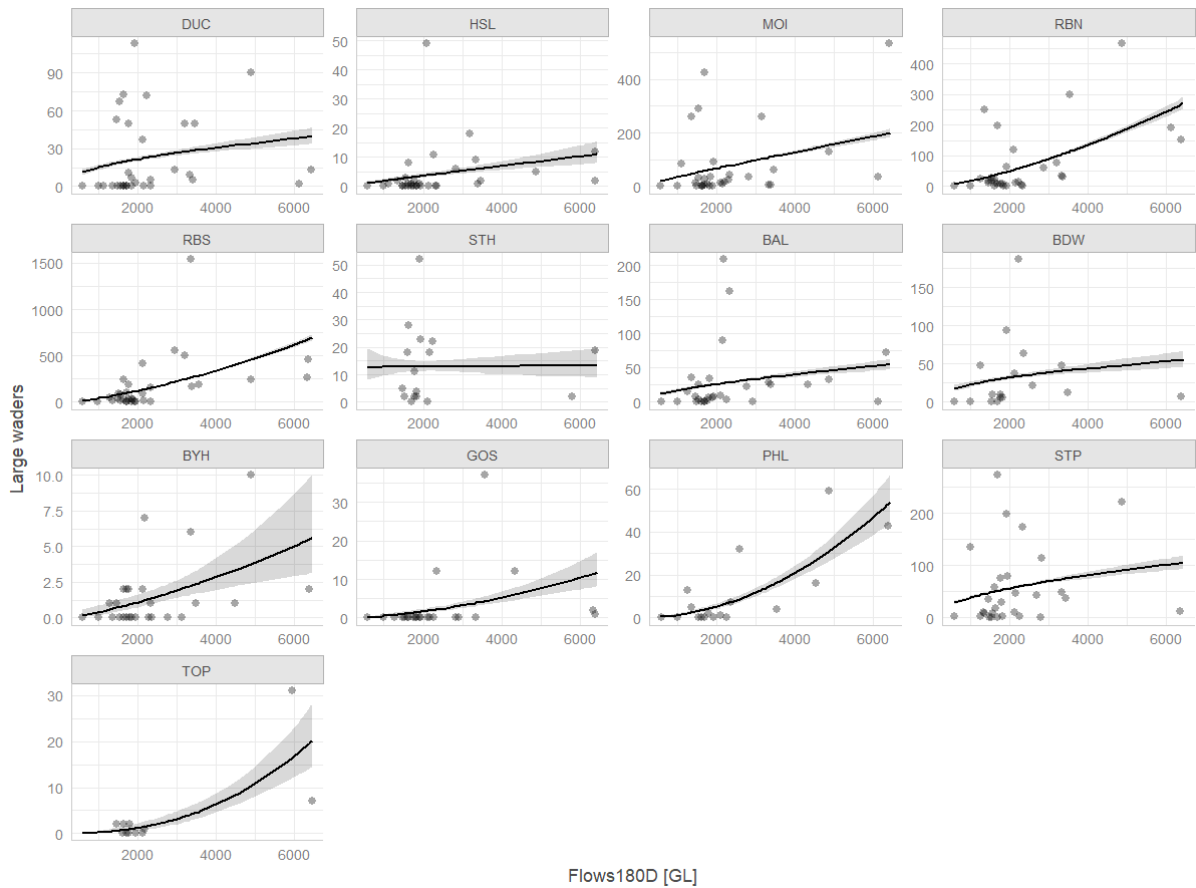 DUC HSL MOI RBN
90 60 30 0
50 40 30 20 10 0
400 200 0
400 300 200 100 0
2000 4000 6000 2000 4000 6000 2000 4000 6000 2000 4000 6000
RBS STH BAL BDW
1500 1000 500 0
50 40 30 20 10 0
200 150 100 50 0
150 100 50 0
2000 4000 6000 2000 4000 6000 2000 4000 6000 2000 4000 6000
Large waders
BYH GOS PHL STP
10.0 7.5 5.0 2.5 0.0
30 20 10 0
60 40 20 0
200 100 0
2000 4000 6000 2000 4000 6000 2000 4000 6000 2000 4000 6000
TOP
30 20 10 0
2000 4000 6000
Flows180D [GL]